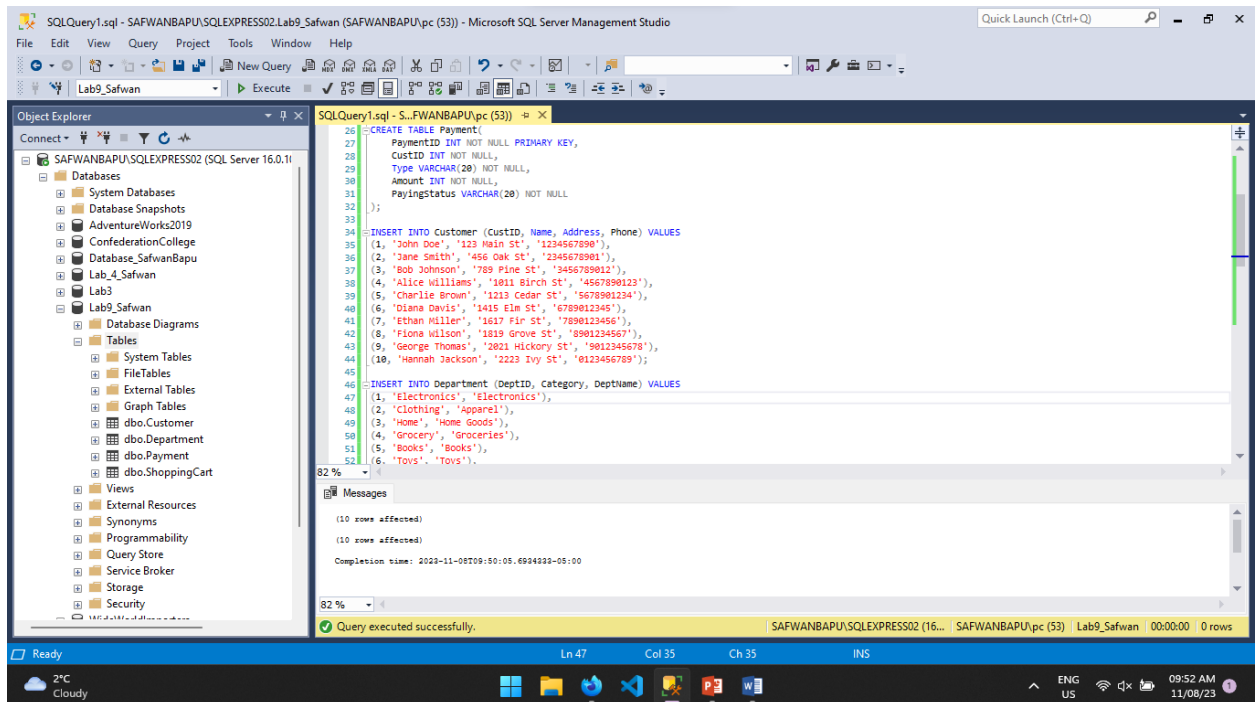 SQLQuery1.sql - SAFWANBAPU\SQLEXPRESS02.Lab9_Safwan (SAFWANBAPU\pc (53)) - Microsoft SQL Server Management Studio
Quick Launch (Ctrl+Q)
File Edit View Query Project Tools Window Help
New Query MDX DMX XMLA DAX
Lab9_Safwan Execute
Object Explorer
Connect
SAFWANBAPU\SQLEXPRESS02 (SQL Server 16.0.1
Databases
System Databases
Database Snapshots
AdventureWorks2019
ConfederationCollege
Database_SafwanBapu
Lab_4_Safwan
Lab3
Lab9_Safwan
Database Diagrams
Tables
System Tables
FileTables
External Tables
Graph Tables
dbo.Customer
dbo.Department
dbo.Payment
dbo.ShoppingCart
Views
External Resources
Synonyms
Programmability
Query Store
Service Broker
Storage
Security
SQLQuery1.sql - S...FWANBAPU\pc (53))
26 CREATE TABLE Payment(
27 PaymentID INT NOT NULL PRIMARY KEY,
28 CustID INT NOT NULL,
29 Type VARCHAR(20) NOT NULL,
30 Amount INT NOT NULL,
31 PayingStatus VARCHAR(20) NOT NULL
32 );
33
34 INSERT INTO Customer (CustID, Name, Address, Phone) VALUES
35 (1, 'John Doe', '123 Main St', '1234567890'),
36 (2, 'Jane Smith', '456 Oak St', '2345678901'),
37 (3, 'Bob Johnson', '789 Pine St', '3456789012'),
38 (4, 'Alice Williams', '1011 Birch St', '4567890123'),
39 (5, 'Charlie Brown', '1213 Cedar St', '5678901234'),
40 (6, 'Diana Davis', '1415 Elm St', '6789012345'),
41 (7, 'Ethan Miller', '1617 Fir St', '7890123456'),
42 (8, 'Fiona Wilson', '1819 Grove St', '8901234567'),
43 (9, 'George Thomas', '2021 Hickory St', '9012345678'),
44 (10, 'Hannah Jackson', '2223 Ivy St', '0123456789');
45
46 INSERT INTO Department (DeptID, Category, DeptName) VALUES
47 (1, 'Electronics', 'Electronics'),
48 (2, 'Clothing', 'Apparel'),
49 (3, 'Home', 'Home Goods'),
50 (4, 'Grocery', 'Groceries'),
51 (5, 'Books', 'Books'),
52 (6, 'Toys', 'Toys'),
82 %
Messages
(10 rows affected)
(10 rows affected)
Completion time: 2023-11-08T09:50:05.6934333-05:00
82 %
Query executed successfully. SAFWANBAPU\SQLEXPRESS02 (16... SAFWANBAPU\pc (53) Lab9_Safwan 00:00:00 0 rows
Ready Ln 47 Col 35 Ch 35 INS
2°C
Cloudy
ENG
US
09:52 AM
11/08/23
1